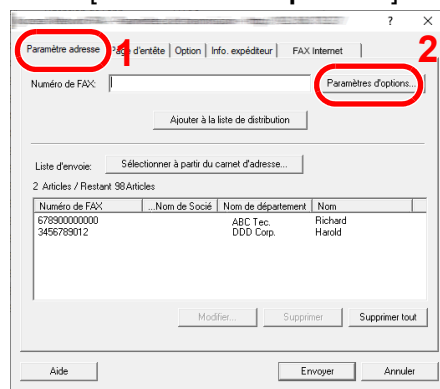 ? ×
Paramètre adresse 1 Page d'entête Option Info. expéditeur FAX Internet 2
Numéro de FAX: Paramètres d'options...
Ajouter à la liste de distribution
Liste d'envoie: Sélectionner à partir du carnet d'adresse...
2 Articles / Restant 98Articles
Numéro de FAX ...Nom de Socié Nom de département Nom
678900000000 ABC Tec. Richard
3456789012 DDD Corp. Harold
Modifier... Supprimer Supprimer tout
Aide Envoyer Annuler